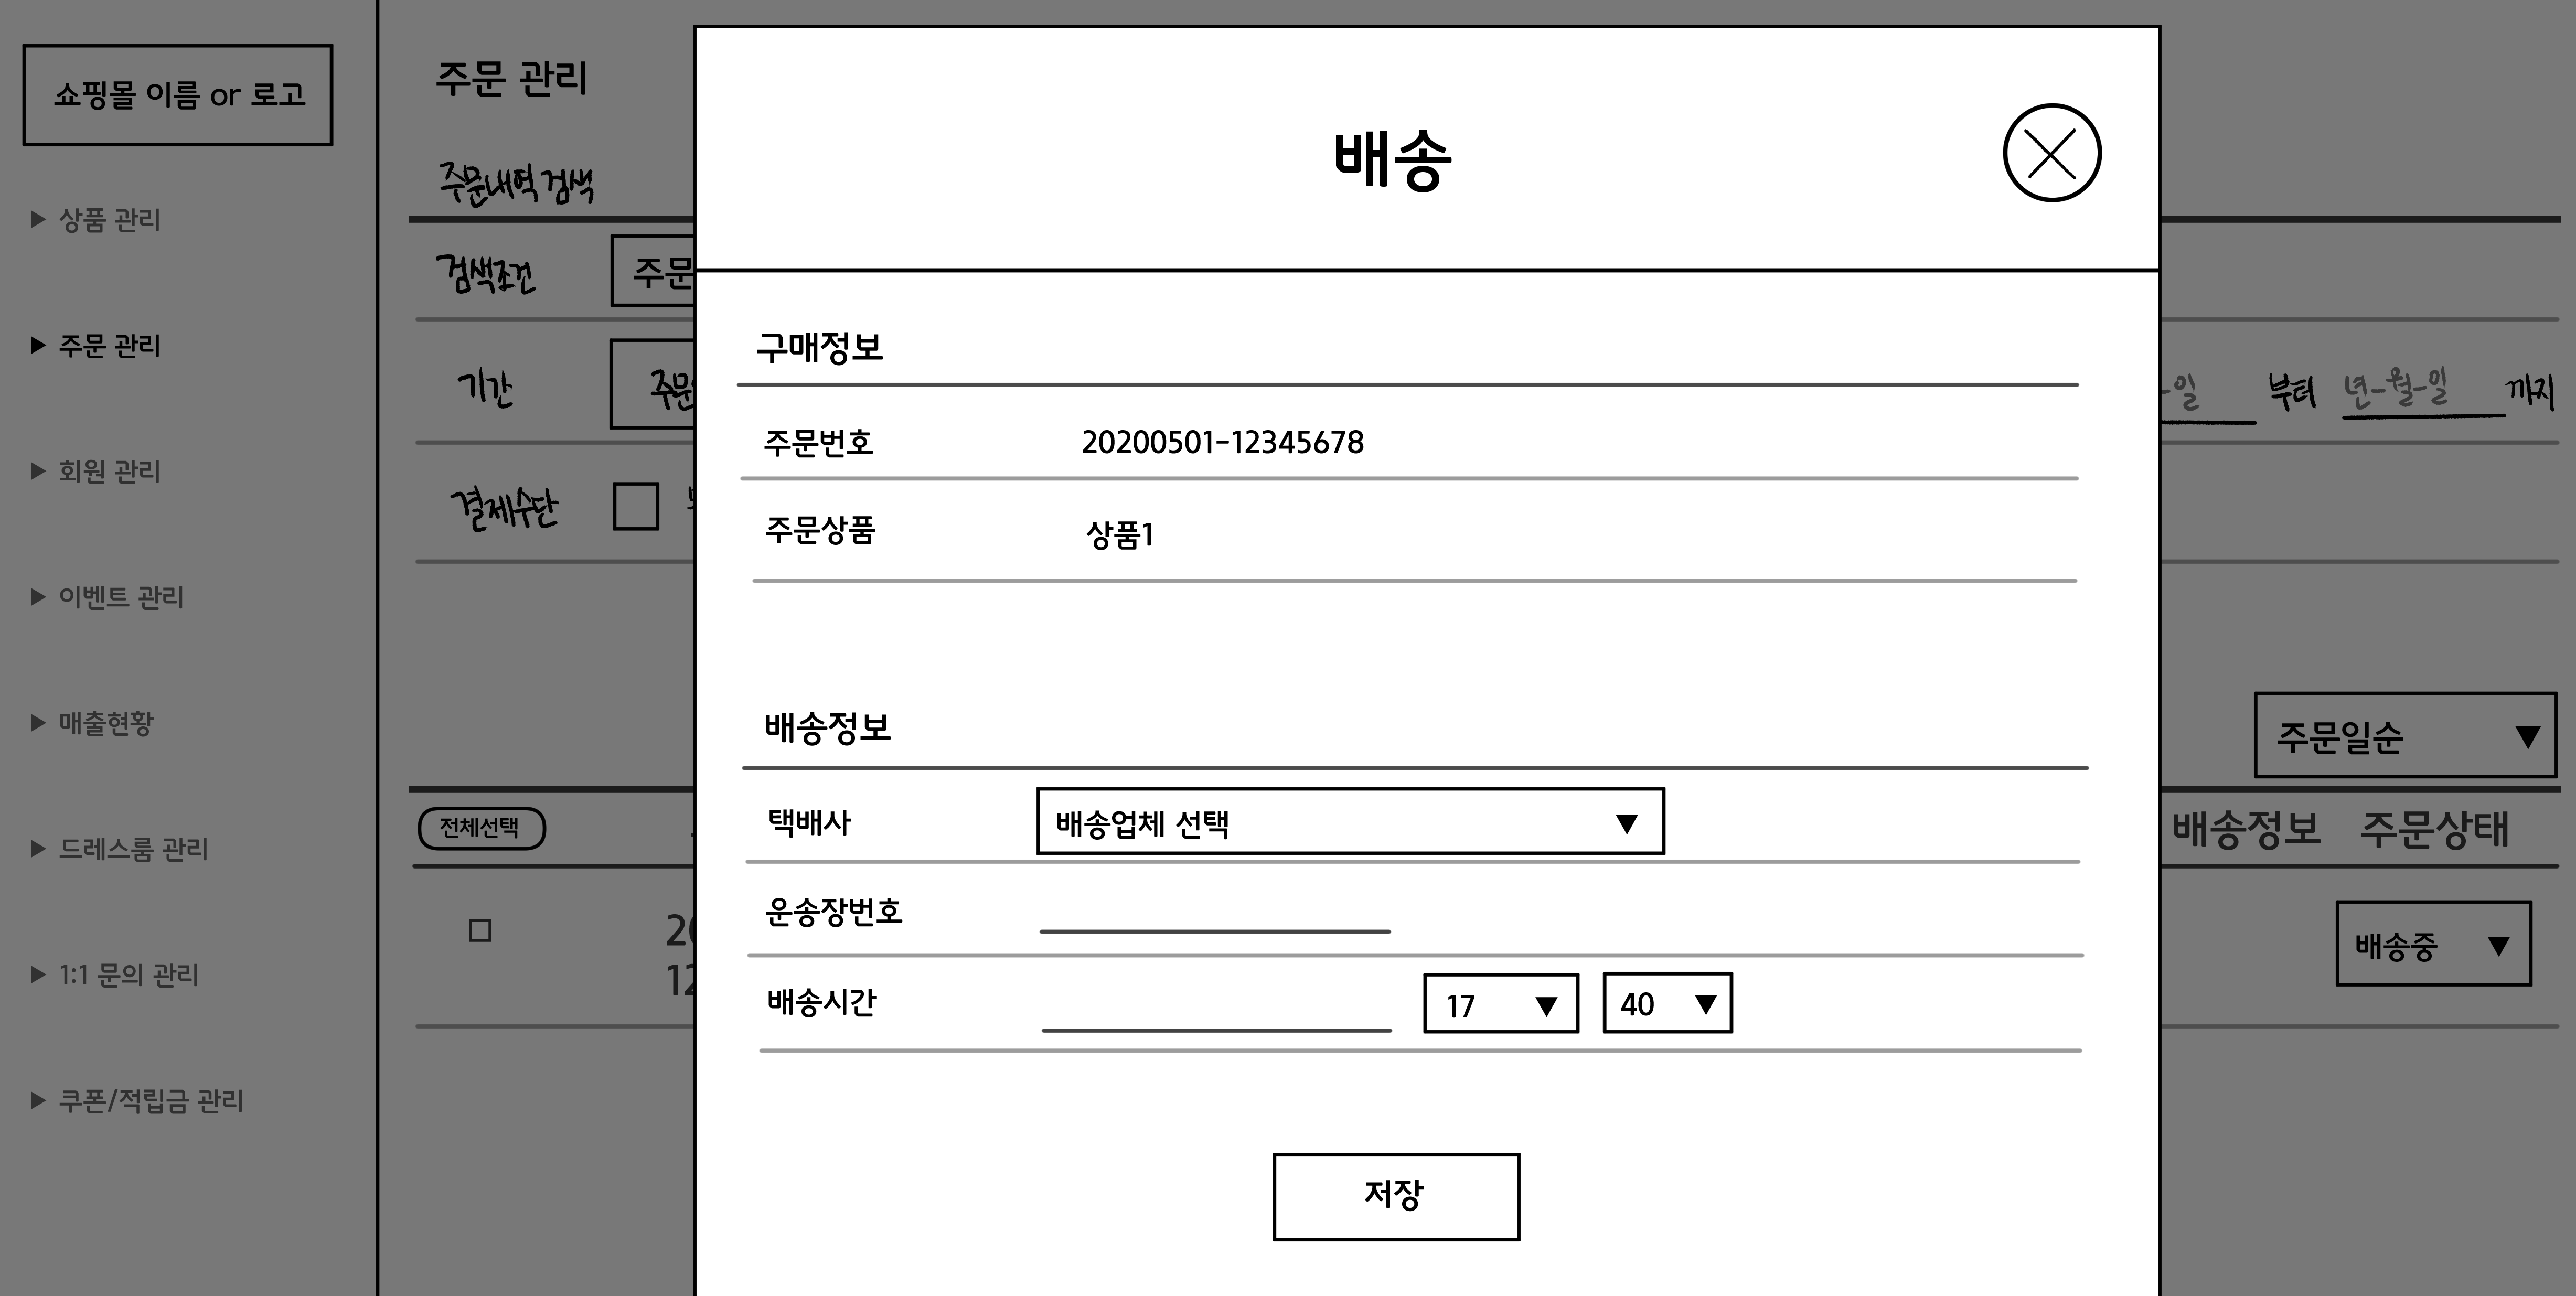 쇼핑몰 이름 or 로고
▶ 상품 관리
▶ 주문 관리
▶ 회원 관리
▶ 이벤트 관리
▶ 매출현황
▶ 드레스룸 관리
▶ 1:1 문의 관리
▶ 쿠폰/적립금 관리
주문 관리
주문내역 검색
검색조건 주문
기간 주문
-일 부터 년-월-일 까지
결제수단
주문일순 ▼
전체선택
배송정보 주문상태
20
12
배송중 ▼
배송
구매정보
주문번호 20200501-12345678
주문상품 상품1
배송정보
택배사 배송업체 선택 ▼
운송장번호
배송시간 17 ▼ 40 ▼
저장